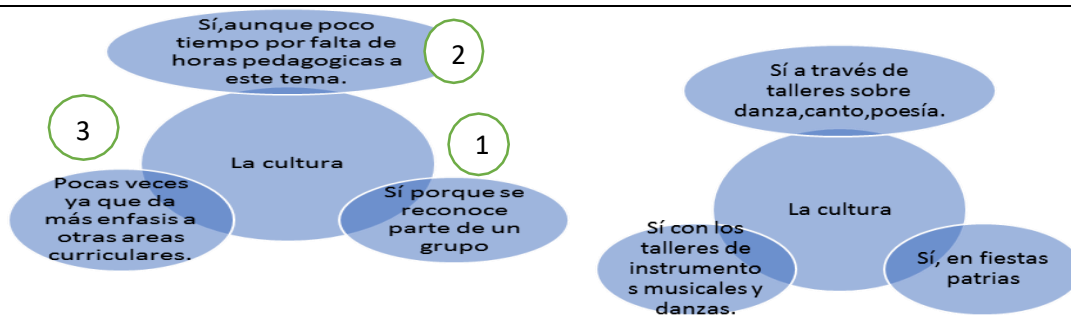 Sí,aunque poco
tiempo por falta de
horas pedagogicas a
este tema.
2
3
1
La cultura
Pocas veces
ya que da
más enfasis a
otras areas
curriculares.
Sí porque se
reconoce
parte de un
grupo
Sí a través de
talleres sobre
danza,canto,poesía.
La cultura
Sí con los
talleres de
instrumento
s musicales y
danzas.
Sí, en fiestas
patrias